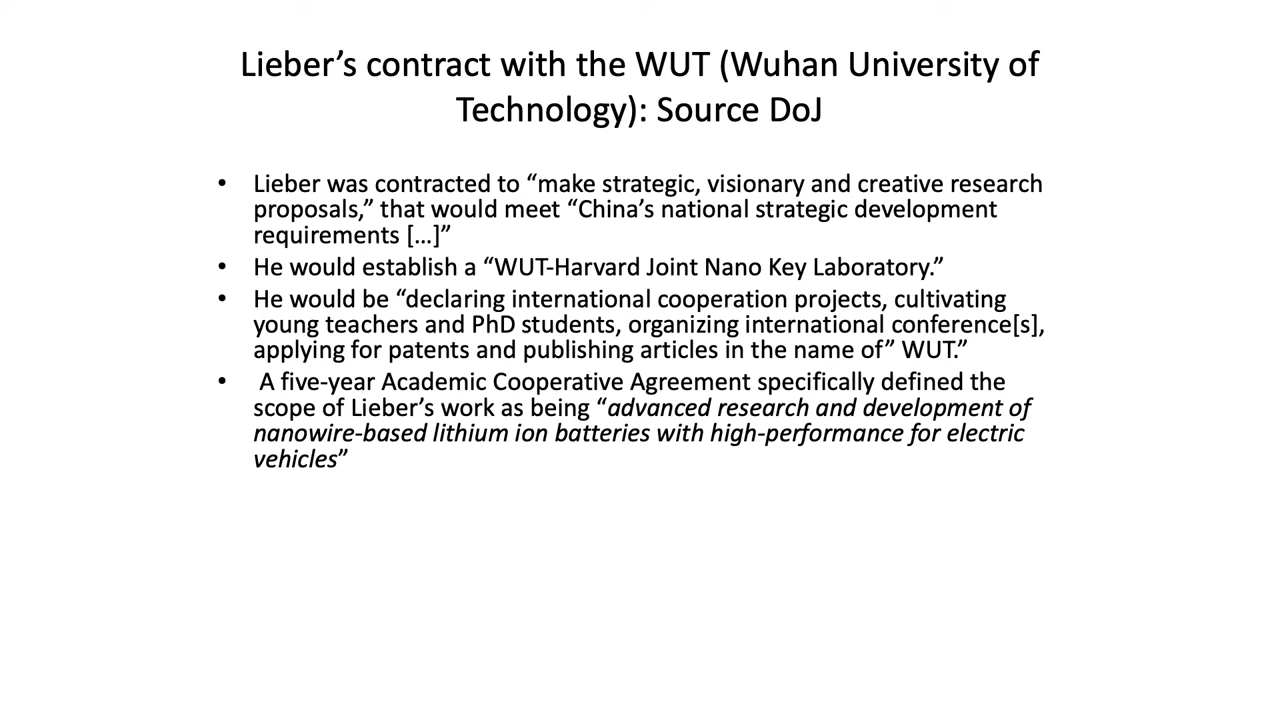 Lieber’s contract with the WUT (Wuhan University of
Technology): Source DoJ
• Lieber was contracted to “make strategic, visionary and creative research
proposals,” that would meet “China’s national strategic development
requirements […]”
• He would establish a “WUT-Harvard Joint Nano Key Laboratory.”
• He would be “declaring international cooperation projects, cultivating
young teachers and PhD students, organizing international conference[s],
applying for patents and publishing articles in the name of” WUT.”
• A five-year Academic Cooperative Agreement specifically defined the
scope of Lieber’s work as being “advanced research and development of
nanowire-based lithium ion batteries with high-performance for electric
vehicles”